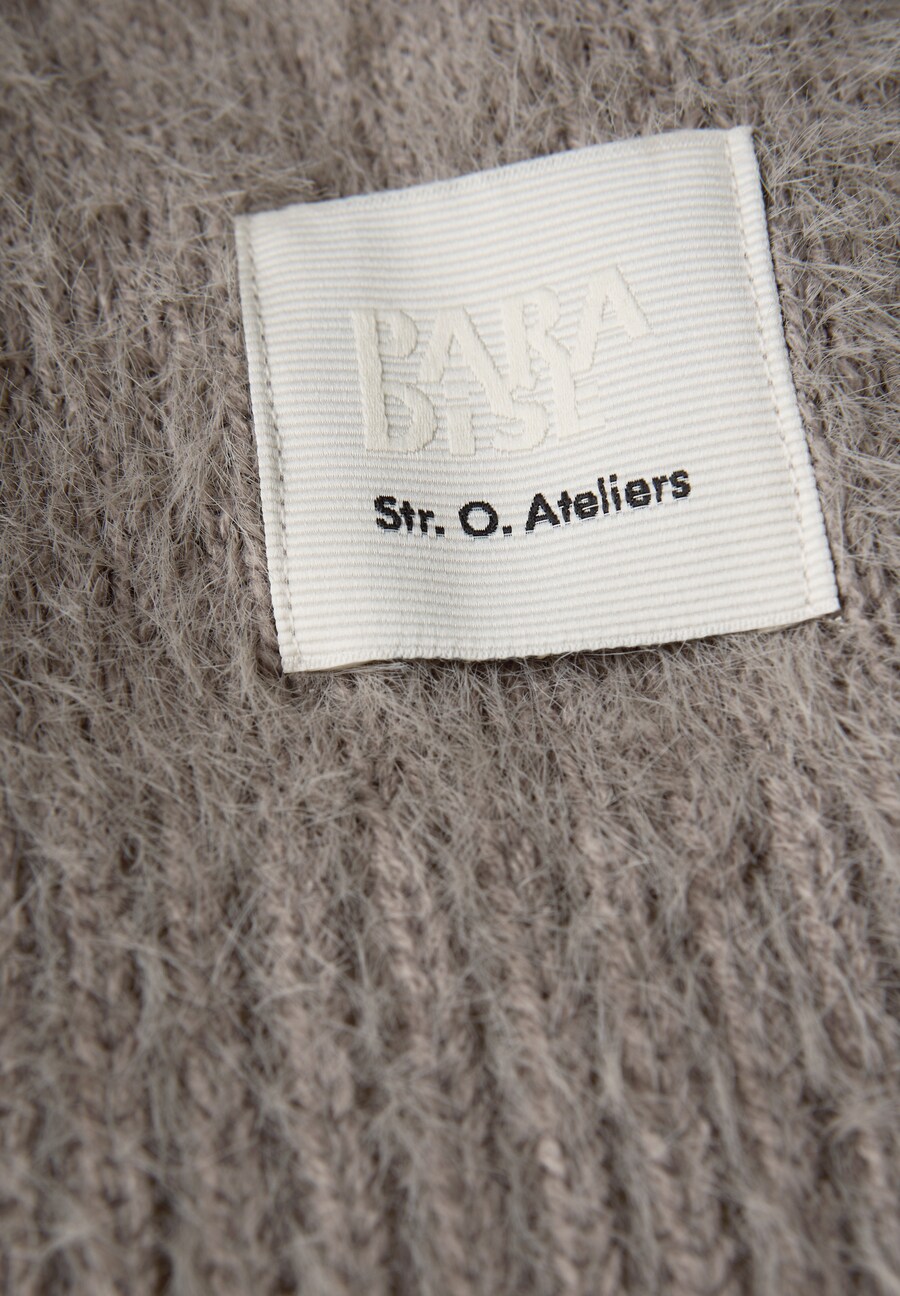 PARA
DISE
Str. O. Ateliers